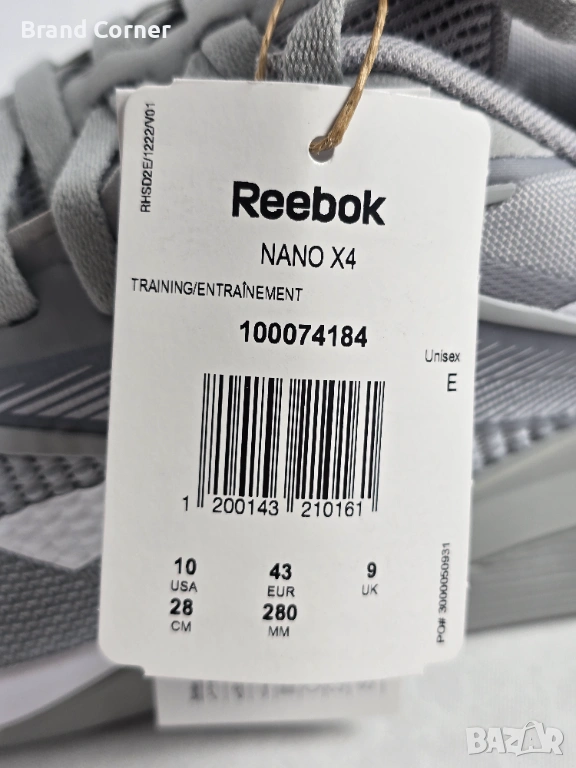 Brand Corner
RHSD2E/1222/V01
Reebok
NANO X4
TRAINING/ENTRAÎNEMENT
100074184
Unisex
E
1 200143 210161
10 43 9
USA EUR UK
28 280
CM MM
PO# 3000050931
BAZAR